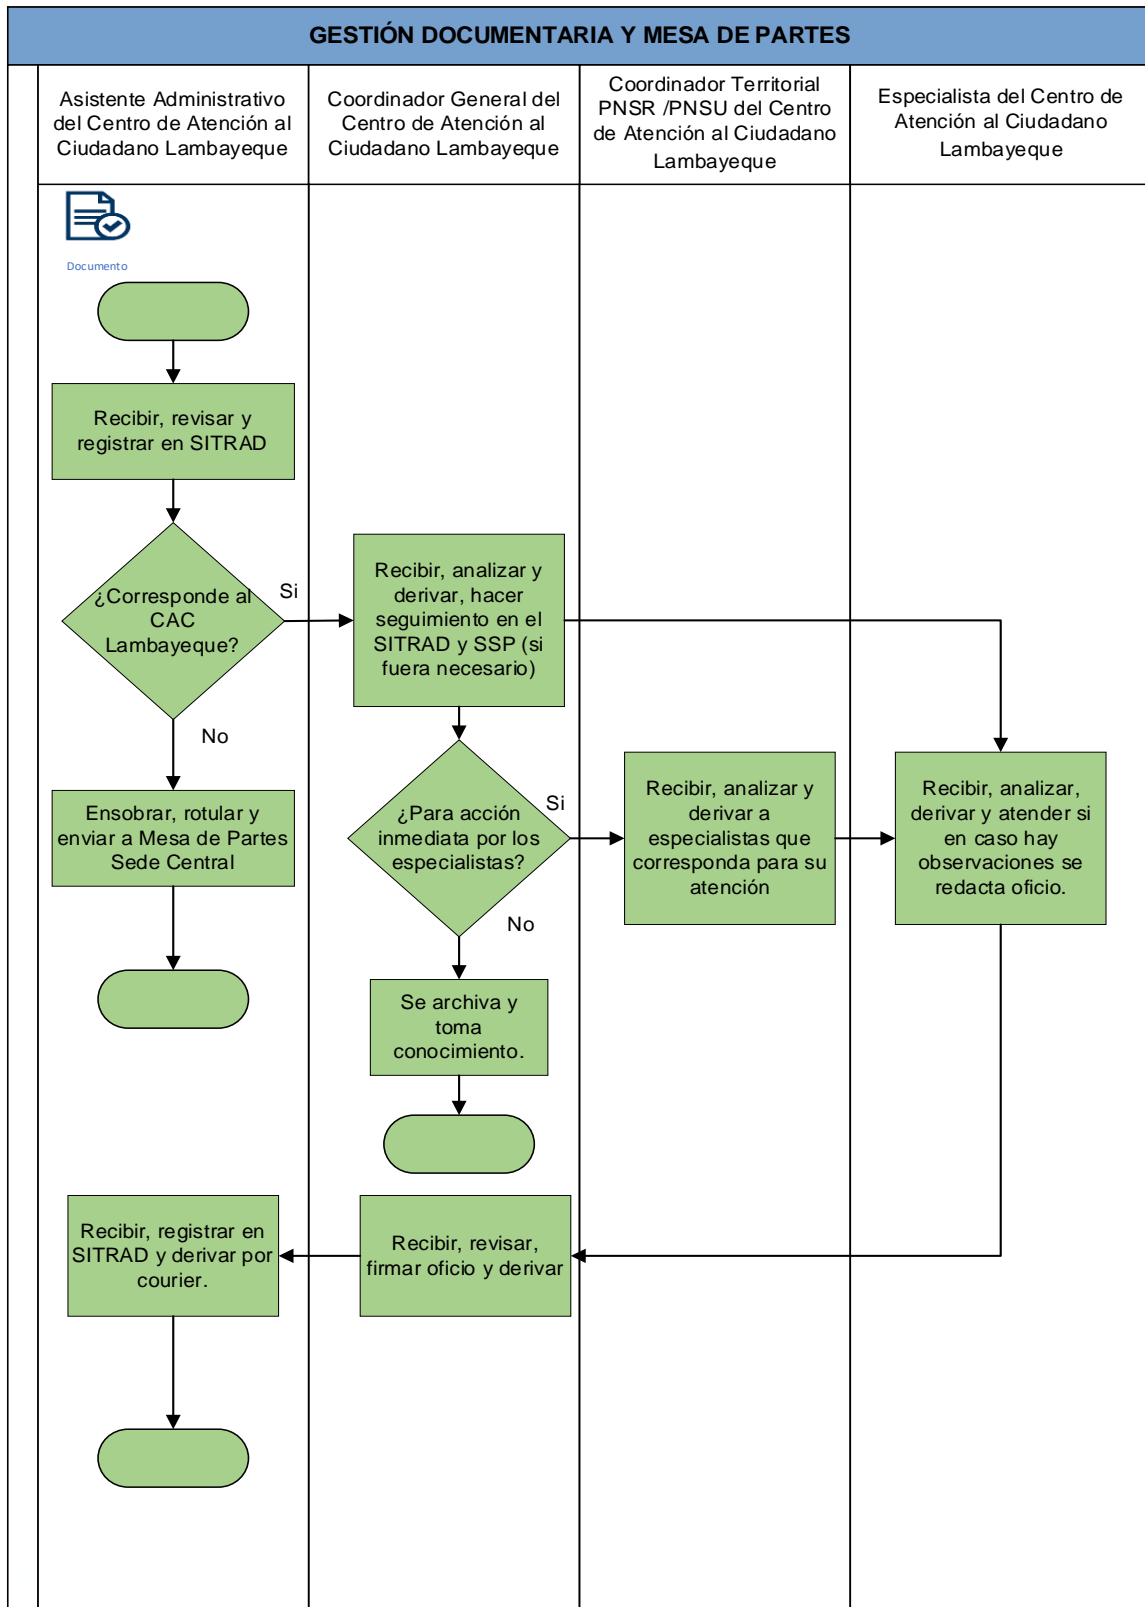 GESTIÓN DOCUMENTARIA Y MESA DE PARTES
Asistente Administrativo
del Centro de Atención al
Ciudadano Lambayeque
Coordinador General del
Centro de Atención al
Ciudadano Lambayeque
Coordinador Territorial
PNSR /PNSU del Centro
de Atención al Ciudadano
Lambayeque
Especialista del Centro de
Atención al Ciudadano
Lambayeque
Documento
Recibir, revisar y
registrar en SITRAD
¿Corresponde al
CAC
Lambayeque?
Si
No
Recibir, analizar y
derivar, hacer
seguimiento en el
SITRAD y SSP (si
fuera necesario)
Ensobrar, rotular y
enviar a Mesa de Partes
Sede Central
¿Para acción
inmediata por los
especialistas?
Si
No
Recibir, analizar y
derivar a
especialistas que
corresponda para su
atención
Recibir, analizar,
derivar y atender si
en caso hay
observaciones se
redacta oficio.
Se archiva y
toma
conocimiento.
Recibir, registrar en
SITRAD y derivar por
courier.
Recibir, revisar,
firmar oficio y derivar